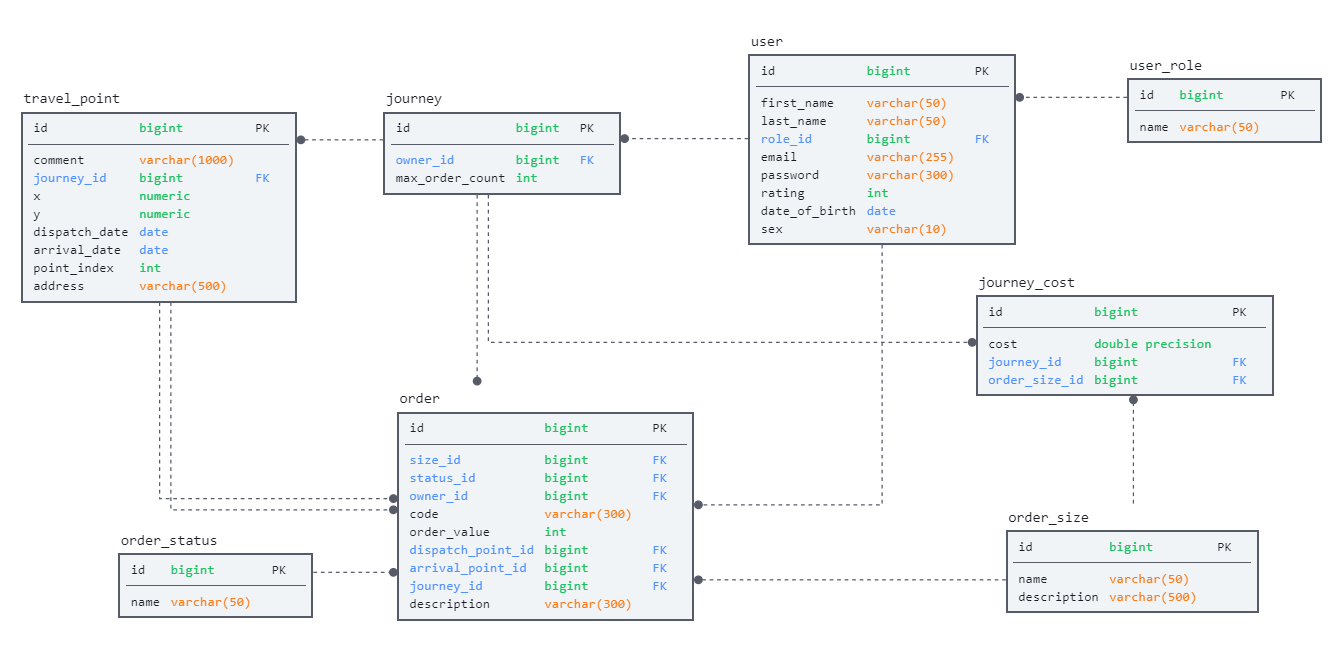 user
id bigint PK
first_name varchar(50)
last_name varchar(50)
role_id bigint FK
email varchar(255)
password varchar(300)
rating int
date_of_birth date
sex varchar(10)
user_role
id bigint PK
name varchar(50)
travel_point
id bigint PK
comment varchar(1000)
journey_id bigint FK
x numeric
y numeric
dispatch_date date
arrival_date date
point_index int
address varchar(500)
journey
id bigint PK
owner_id bigint FK
max_order_count int
journey_cost
id bigint PK
cost double precision
journey_id bigint FK
order_size_id bigint FK
order
id bigint PK
size_id bigint FK
status_id bigint FK
owner_id bigint FK
code varchar(300)
order_value int
dispatch_point_id bigint FK
arrival_point_id bigint FK
journey_id bigint FK
description varchar(300)
order_status
id bigint PK
name varchar(50)
order_size
id bigint PK
name varchar(50)
description varchar(500)